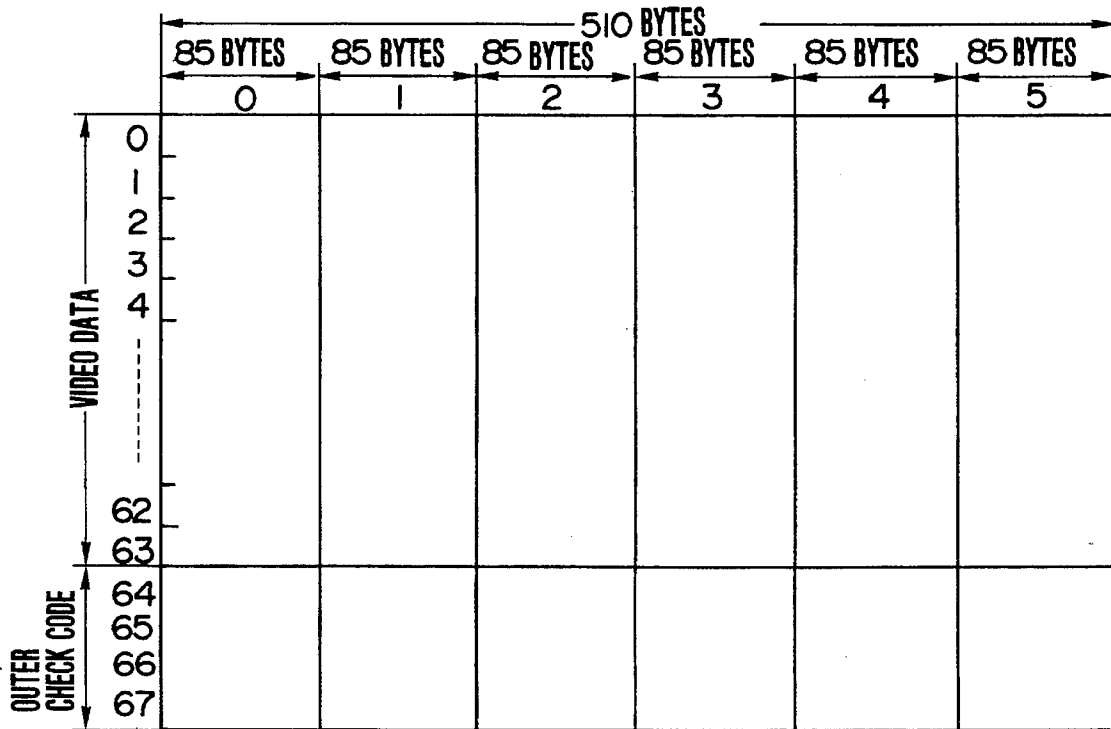 510 BYTES
85 BYTES 85 BYTES 85 BYTES 85 BYTES 85 BYTES 85 BYTES
0 1 2 3 4 5
VIDEO DATA
0
1
2
3
4
62
63
OUTER
CHECK CODE
64
65
66
67